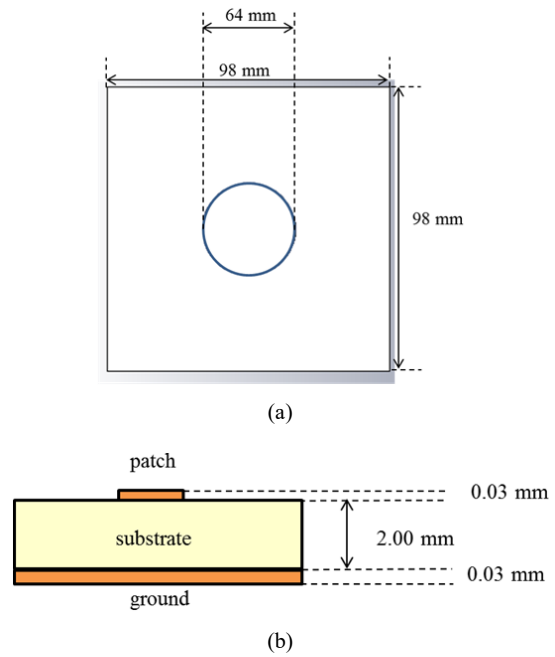 64 mm
98 mm
98 mm
(a)
patch
0.03 mm
substrate
2.00 mm
0.03 mm
ground
(b)